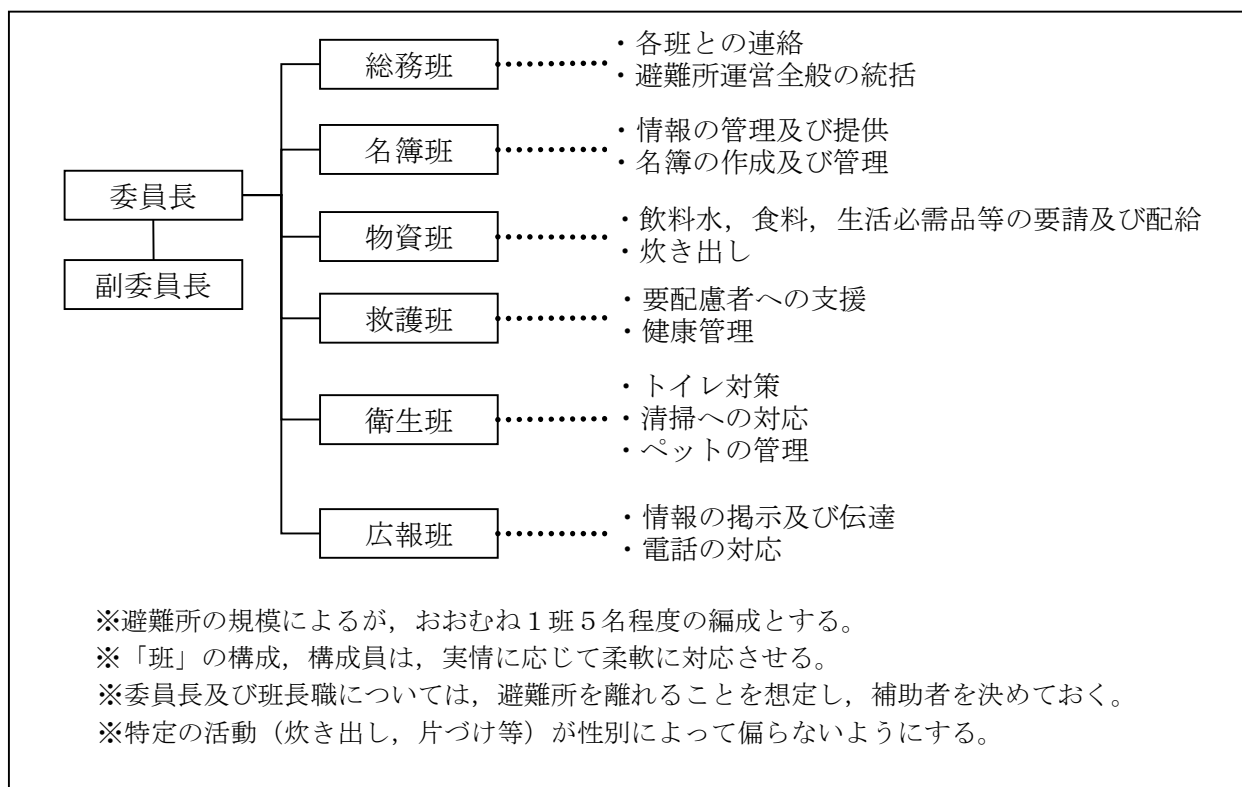 総務班
・各班との連絡
・避難所運営全般の統括
名簿班
・情報の管理及び提供
・名簿の作成及び管理
委員長
物資班
・飲料水，食料，生活必需品等の要請及び配給
・炊き出し
副委員長
救護班
・要配慮者への支援
・健康管理
衛生班
・トイレ対策
・清掃への対応
・ペットの管理
広報班
・情報の掲示及び伝達
・電話の対応
※避難所の規模によるが，おおむね１班５名程度の編成とする。
※「班」の構成，構成員は，実情に応じて柔軟に対応させる。
※委員長及び班長職については，避難所を離れることを想定し，補助者を決めておく。
※特定の活動（炊き出し，片づけ等）が性別によって偏らないようにする。